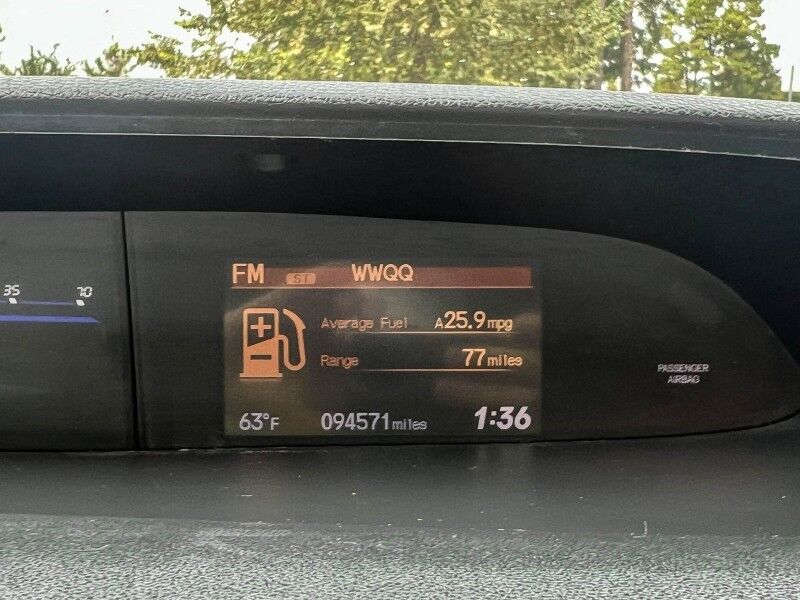 35 70
FM ST WWQQ
Average Fuel A25.9mpg
Range 77miles
63°F 094571miles 1:36
PASSENGER
AIRBAG